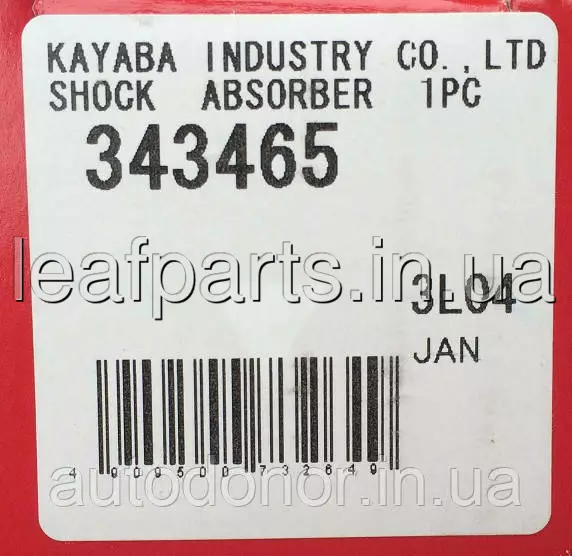 KAYABA INDUSTRY CO.,LTD
SHOCK ABSORBER 1PC
343465
leafparts.in.ua
3L04
JAN
4 909500 732649
autodonor.in.ua